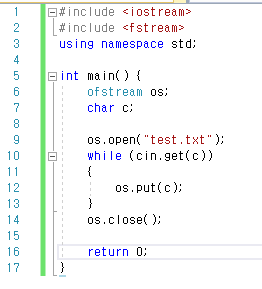 1 #include <iostream>
2 #include <fstream>
3 using namespace std;
4
5 int main() {
6 ofstream os;
7 char c;
8
9 os.open("test.txt");
10 while (cin.get(c))
11 {
12 os.put(c);
13 }
14 os.close();
15
16 return 0;
17 }